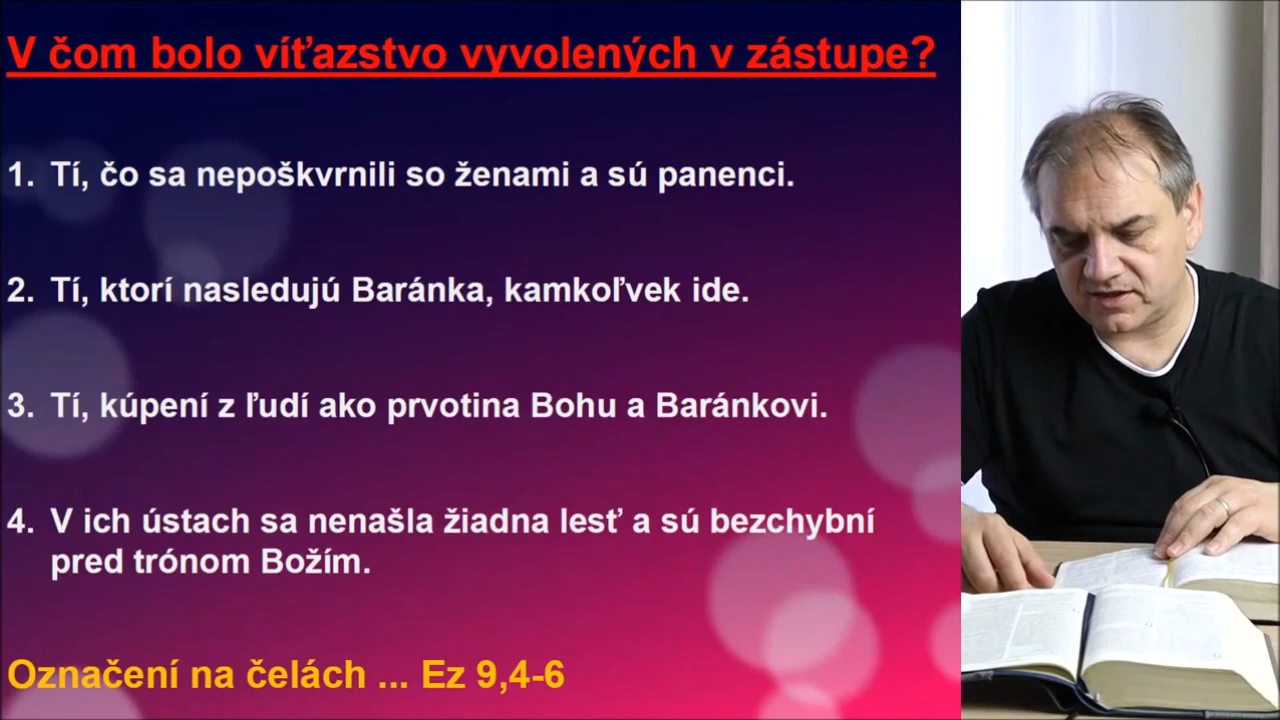 V čom bolo víťazstvo vyvolených v zástupe?
1. Tí, čo sa nepoškvrnili so ženami a sú panenci.
2. Tí, ktorí nasledujú Baránka, kamkoľvek ide.
3. Tí, kúpení z ľudí ako prvotina Bohu a Baránkovi.
4. V ich ústach sa nenašla žiadna lesť a sú bezchybní
pred trónom Božím.
Označení na čelách ... Ez 9,4-6